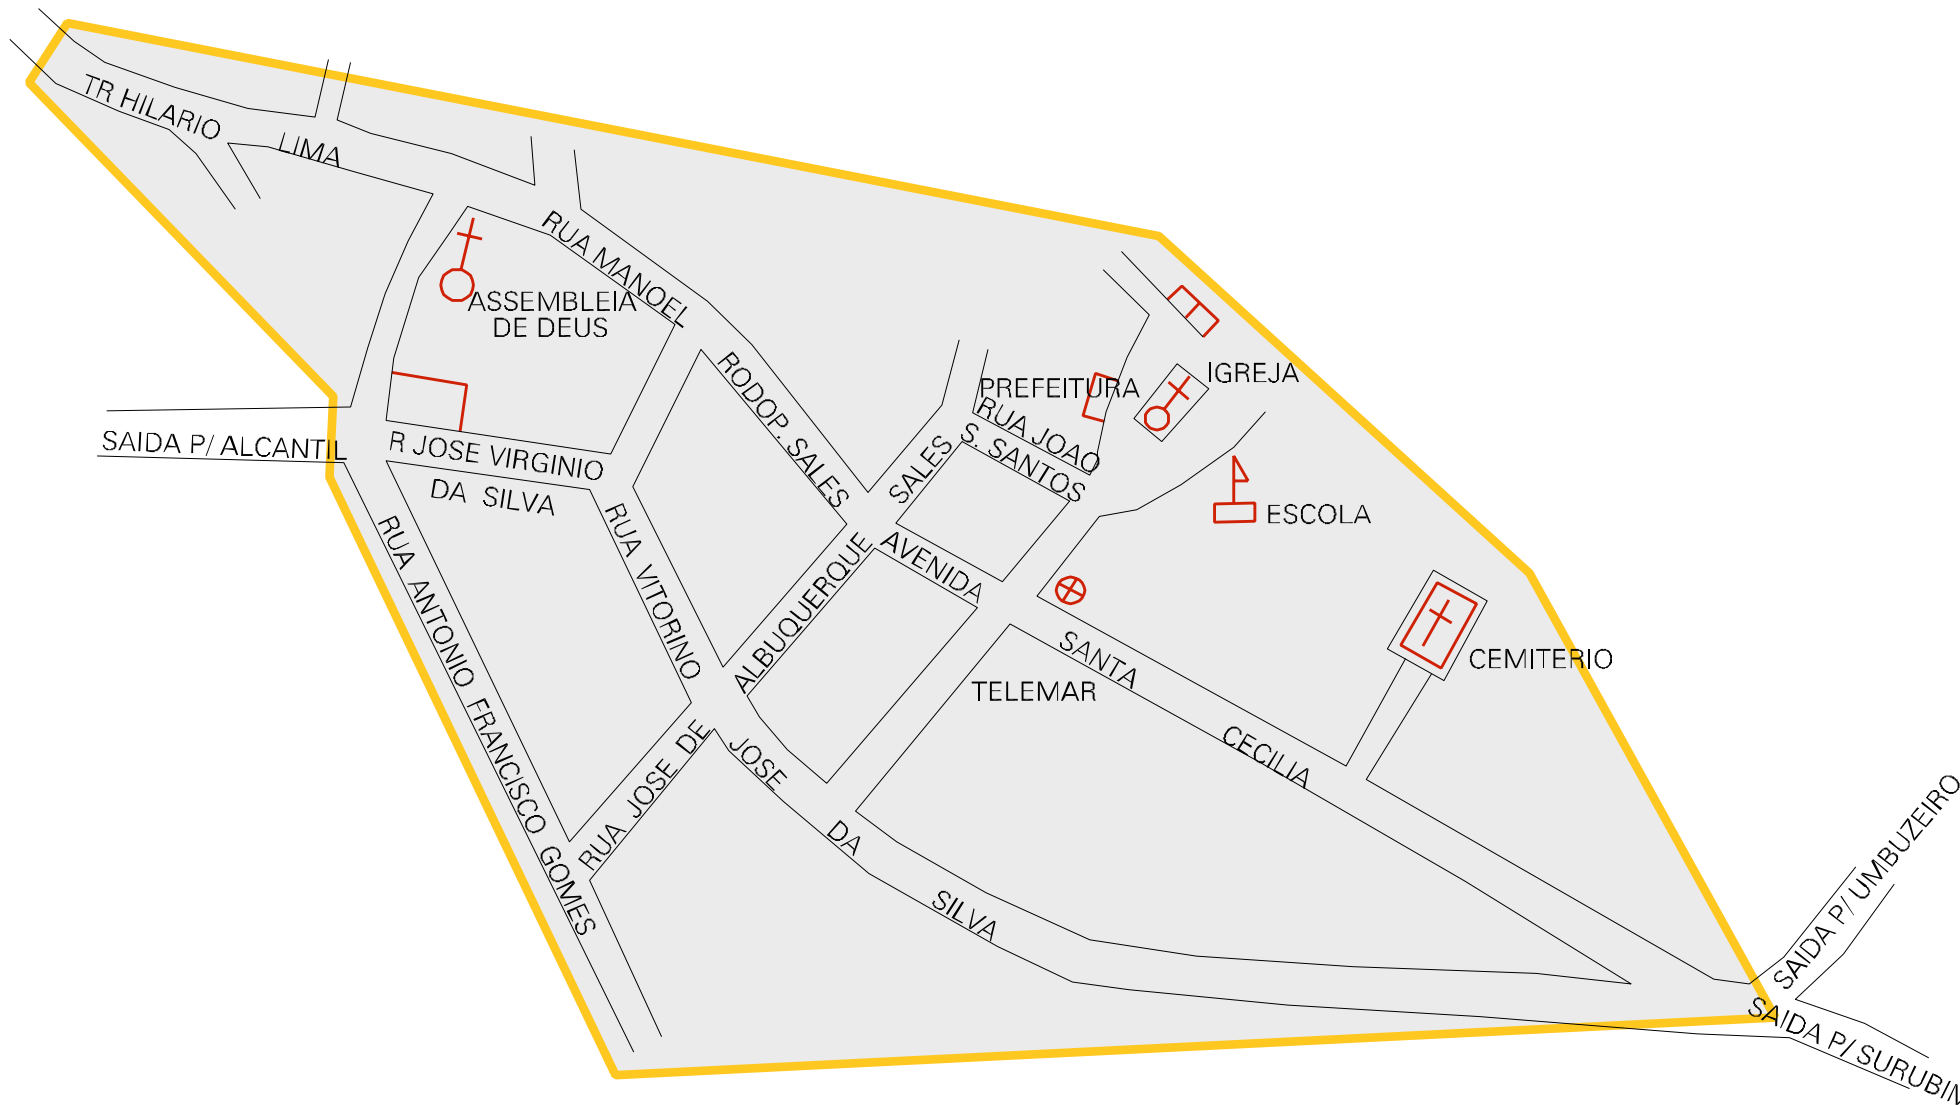 TR HILARIO
LIMA
RUA MANOEL
RODOP. SALES
ASSEMBLEIA
DE DEUS
SAIDA P/ ALCANTIL
R JOSE VIRGINIO
DA SILVA
RUA ANTONIO FRANCISCO GOMES
RUA VITORINO
JOSE
DA
SILVA
RUA JOSE DE
ALBUQUERQUE
SALES
PREFEITURA
RUA JOAO
S. SANTOS
IGREJA
ESCOLA
AVENIDA
SANTA
CECILIA
TELEMAR
CEMITERIO
SAIDA P/ UMBUZEIRO
SAIDA P/ SURUBIM